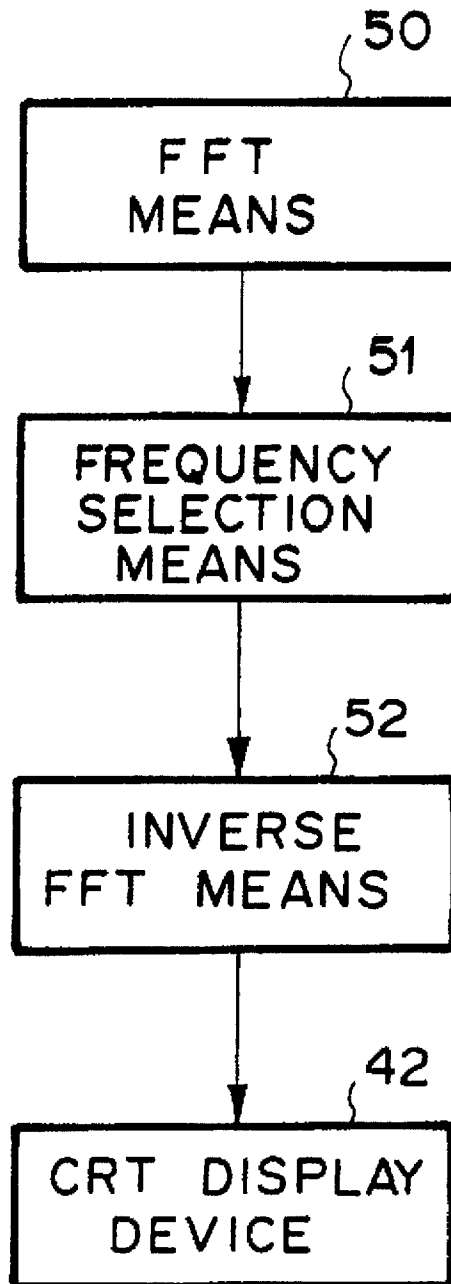 50
FFT
MEANS
51
FREQUENCY
SELECTION
MEANS
52
INVERSE
FFT MEANS
42
CRT DISPLAY
DEVICE